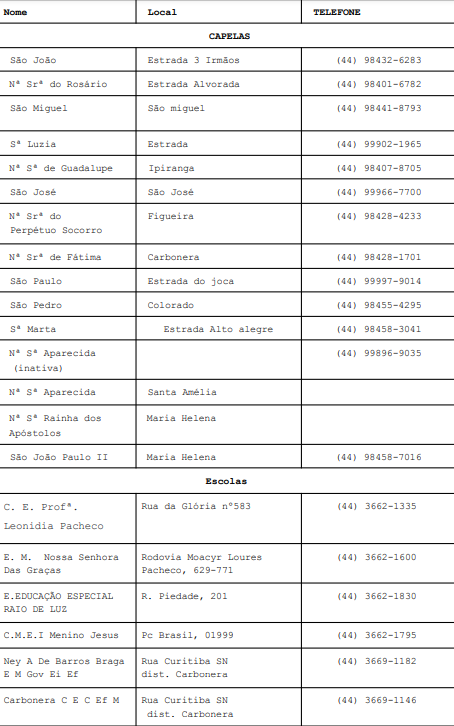 Nome Local TELEFONE
CAPELAS
São João Estrada 3 Irmãos (44) 98432-6283
Nª Srª do Rosário Estrada Alvorada (44) 98401-6782
São Miguel São miguel (44) 98441-8793
Sª Luzia Estrada (44) 99902-1965
Nª Sª de Guadalupe Ipiranga (44) 98407-8705
São José São José (44) 99966-7700
Nª Srª do Figueira (44) 98428-4233
Perpétuo Socorro
Nª Srª de Fátima Carbonera (44) 98428-1701
São Paulo Estrada do joca (44) 99997-9014
São Pedro Colorado (44) 98455-4295
Sª Marta Estrada Alto alegre (44) 98458-3041
Nª Sª Aparecida (44) 99896-9035
(inativa)
Nª Sª Aparecida Santa Amélia
Nª Sª Rainha dos Maria Helena
Apóstolos
São João Paulo II Maria Helena (44) 98458-7016
Escolas
C. E. Profª. Rua da Glória nº583 (44) 3662-1335
Leonidia Pacheco
E. M. Nossa Senhora Rodovia Moacyr Loures (44) 3662-1600
Das Graças Pacheco, 629-771
E.EDUCAÇÃO ESPECIAL R. Piedade, 201 (44) 3662-1830
RAIO DE LUZ
C.M.E.I Menino Jesus Pc Brasil, 01999 (44) 3662-1795
Ney A De Barros Braga Rua Curitiba SN (44) 3669-1182
E M Gov Ei Ef dist. Carbonera
Carbonera C E C Ef M Rua Curitiba SN (44) 3669-1146
dist. Carbonera